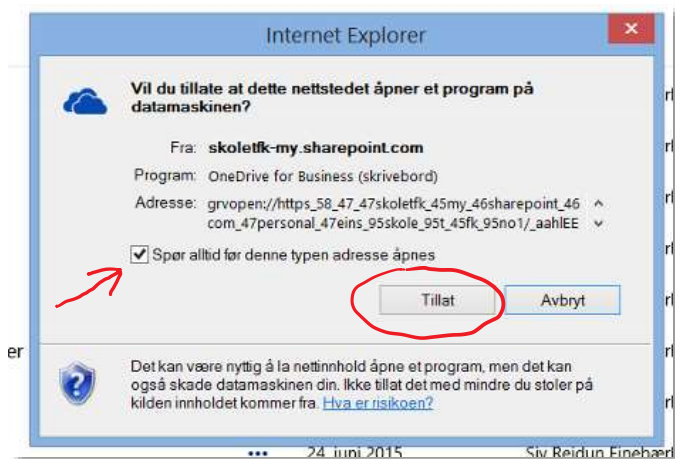 Internet Explorer
Vil du tillate at dette nettstedet åpner et program på
datamaskinen?
Fra: skoletfk-my.sharepoint.com
Program: OneDrive for Business (skrivebord)
Adresse: grvopen://https_58_47_47skoletfk_45my_46sharepoint_46
com_47personal_47eins_95skole_95t_45fk_95no1/_aahlEE
Spør alltid før denne typen adresse åpnes
Tillat Avbryt
er
Det kan være nyttig å la nettinnhold åpne et program, men det kan
også skade datamaskinen din. Ikke tillat det med mindre du stoler på
kilden innholdet kommer fra. Hva er risikoen?
24. juni 2015 Siv Reidun